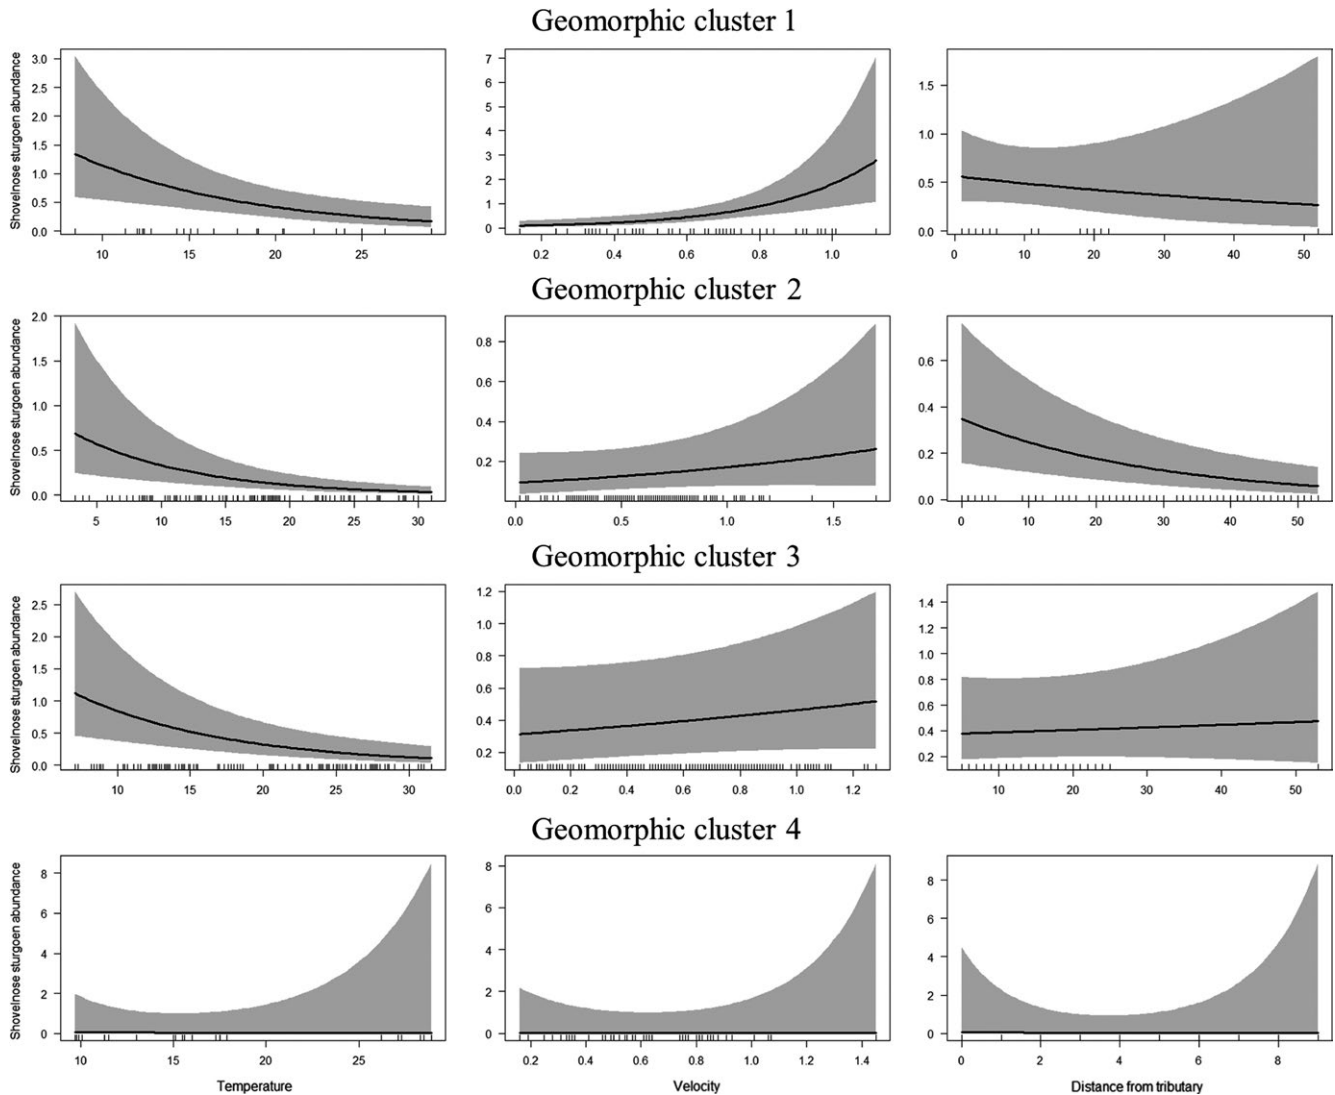 Geomorphic cluster 1
Shovelnose sturgoen abundance
3.0
2.5
2.0
1.5
1.0
0.5
0.0
10 15 20 25
7
6
5
4
3
2
1
0
0.2 0.4 0.6 0.8 1.0
1.5
1.0
0.5
0.0
0 10 20 30 40 50
Geomorphic cluster 2
Shovelnose sturgoen abundance
2.0
1.5
1.0
0.5
0.0
5 10 15 20 25 30
0.8
0.6
0.4
0.2
0.0 0.5 1.0 1.5
0.6
0.4
0.2
0.0
0 10 20 30 40 50
Geomorphic cluster 3
Shovelnose sturgoen abundance
2.5
2.0
1.5
1.0
0.5
0.0
10 15 20 25 30
1.2
1.0
0.8
0.6
0.4
0.2
0.0 0.2 0.4 0.6 0.8 1.0 1.2
1.4
1.2
1.0
0.8
0.6
0.4
0.2
10 20 30 40 50
Geomorphic cluster 4
Shovelnose sturgoen abundance
8
6
4
2
0
10 15 20 25
Temperature
8
6
4
2
0
0.2 0.4 0.6 0.8 1.0 1.2 1.4
Velocity
8
6
4
2
0
0 2 4 6 8
Distance from tributary